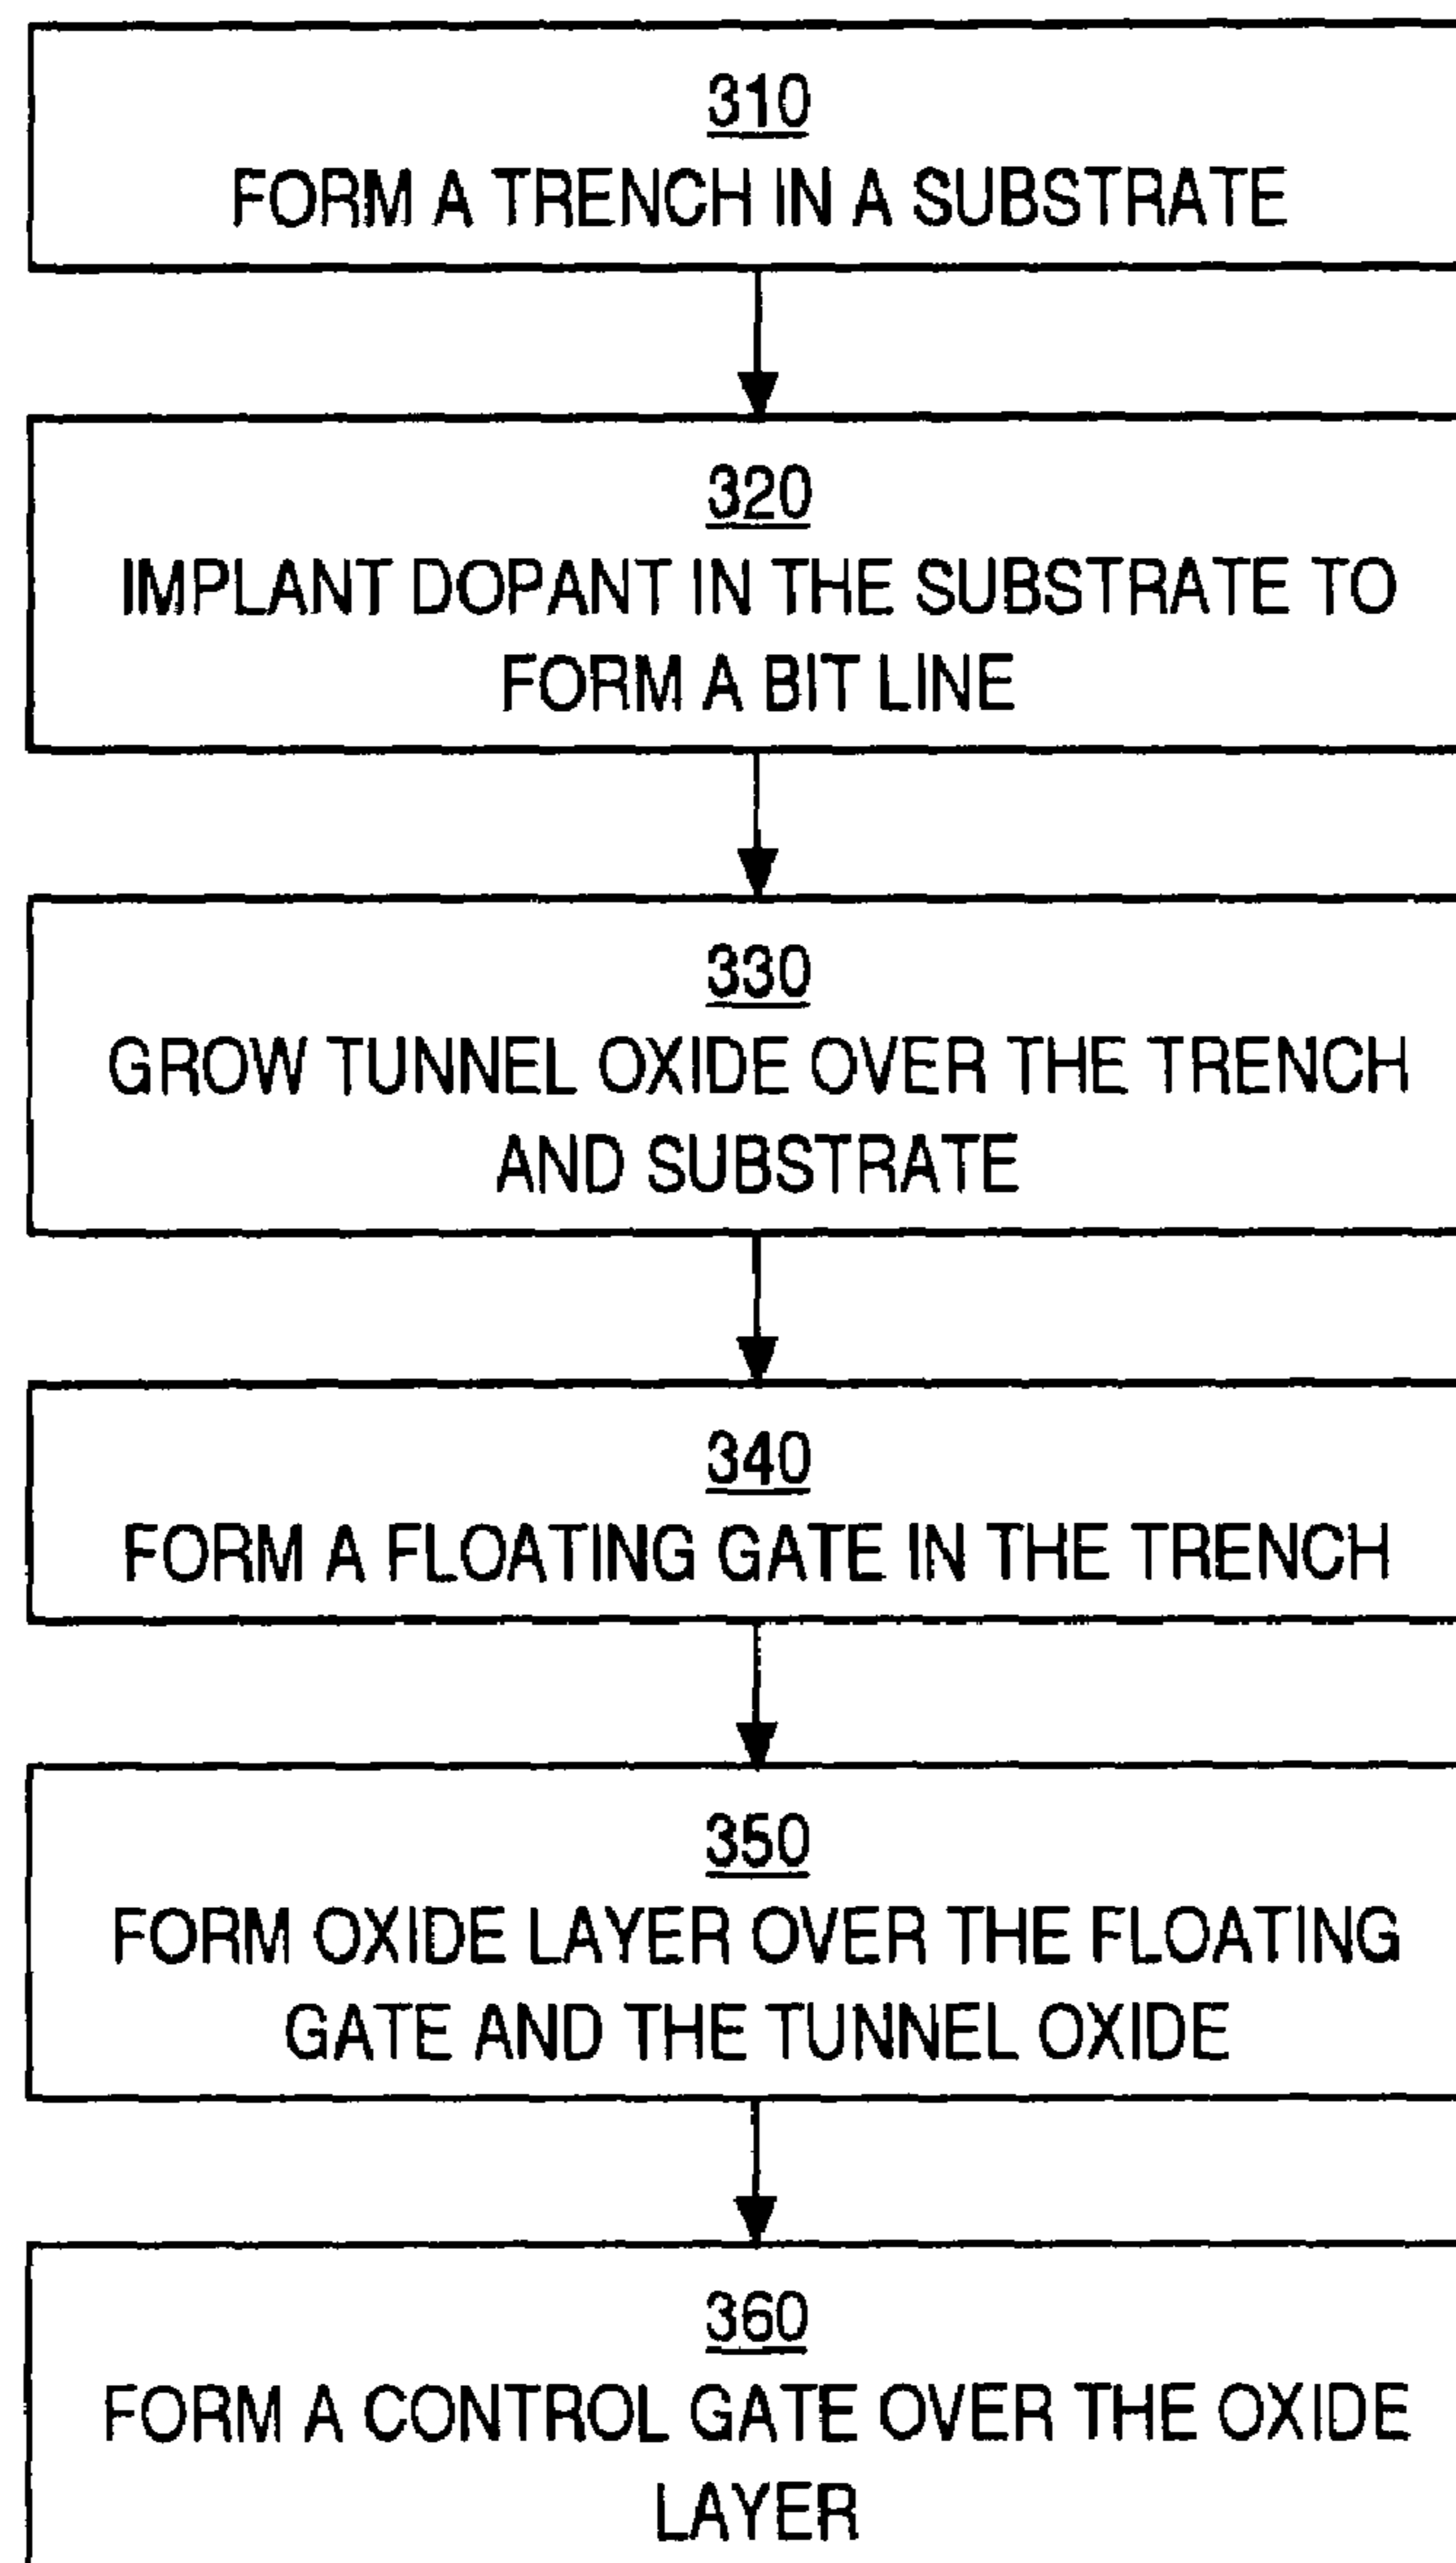 310
FORM A TRENCH IN A SUBSTRATE
320
IMPLANT DOPANT IN THE SUBSTRATE TO
FORM A BIT LINE
330
GROW TUNNEL OXIDE OVER THE TRENCH
AND SUBSTRATE
340
FORM A FLOATING GATE IN THE TRENCH
350
FORM OXIDE LAYER OVER THE FLOATING
GATE AND THE TUNNEL OXIDE
360
FORM A CONTROL GATE OVER THE OXIDE
LAYER